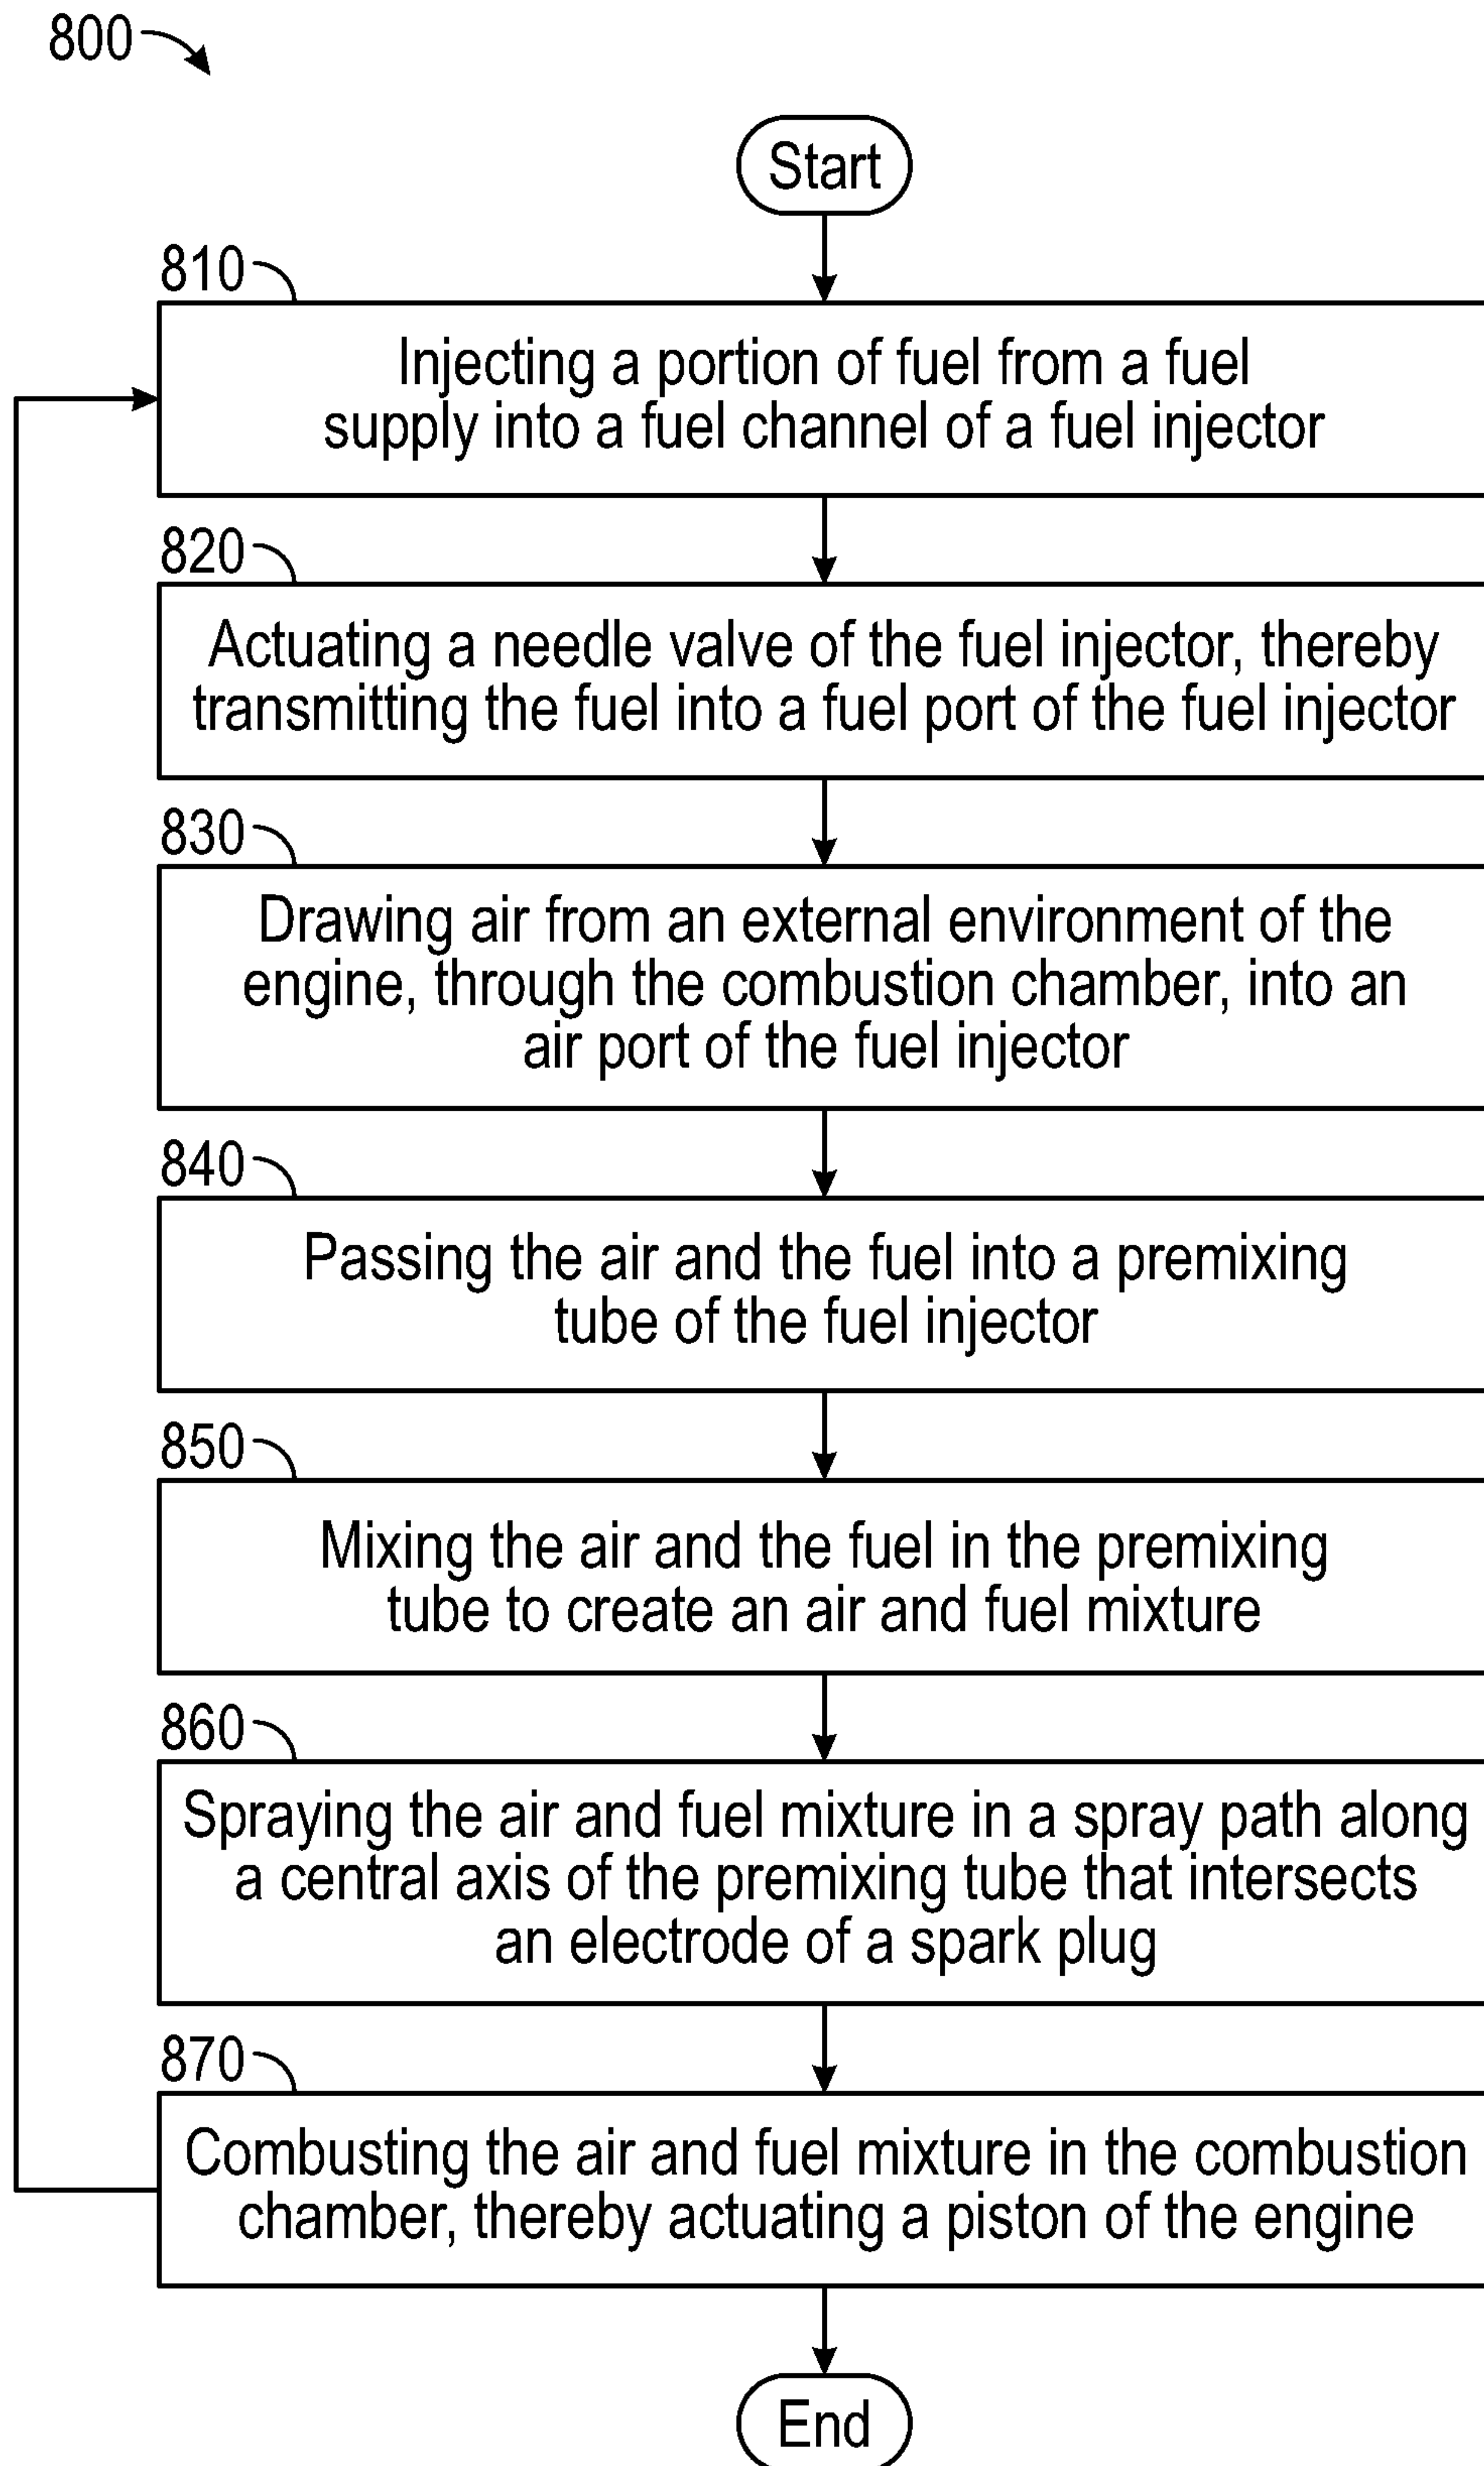 800
Start
810
Injecting a portion of fuel from a fuel
supply into a fuel channel of a fuel injector
820
Actuating a needle valve of the fuel injector, thereby
transmitting the fuel into a fuel port of the fuel injector
830
Drawing air from an external environment of the
engine, through the combustion chamber, into an
air port of the fuel injector
840
Passing the air and the fuel into a premixing
tube of the fuel injector
850
Mixing the air and the fuel in the premixing
tube to create an air and fuel mixture
860
Spraying the air and fuel mixture in a spray path along
a central axis of the premixing tube that intersects
an electrode of a spark plug
870
Combusting the air and fuel mixture in the combustion
chamber, thereby actuating a piston of the engine
End